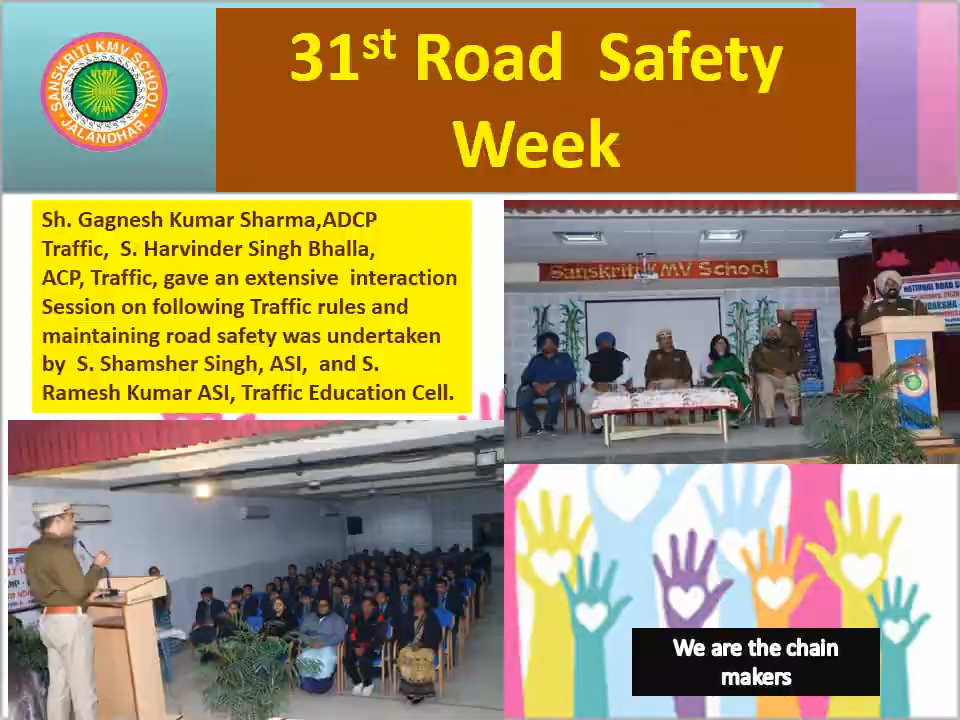 31st Road Safety
Week
SANSKRITI KMV SCHOOL
JALANDHAR
Sh. Gagnesh Kumar Sharma,ADCP
Traffic, S. Harvinder Singh Bhalla,
ACP, Traffic, gave an extensive interaction
Session on following Traffic rules and
maintaining road safety was undertaken
by S. Shamsher Singh, ASI, and S.
Ramesh Kumar ASI, Traffic Education Cell.
Sanskriti KMV School
NATIONAL ROAD
We are the chain
makers